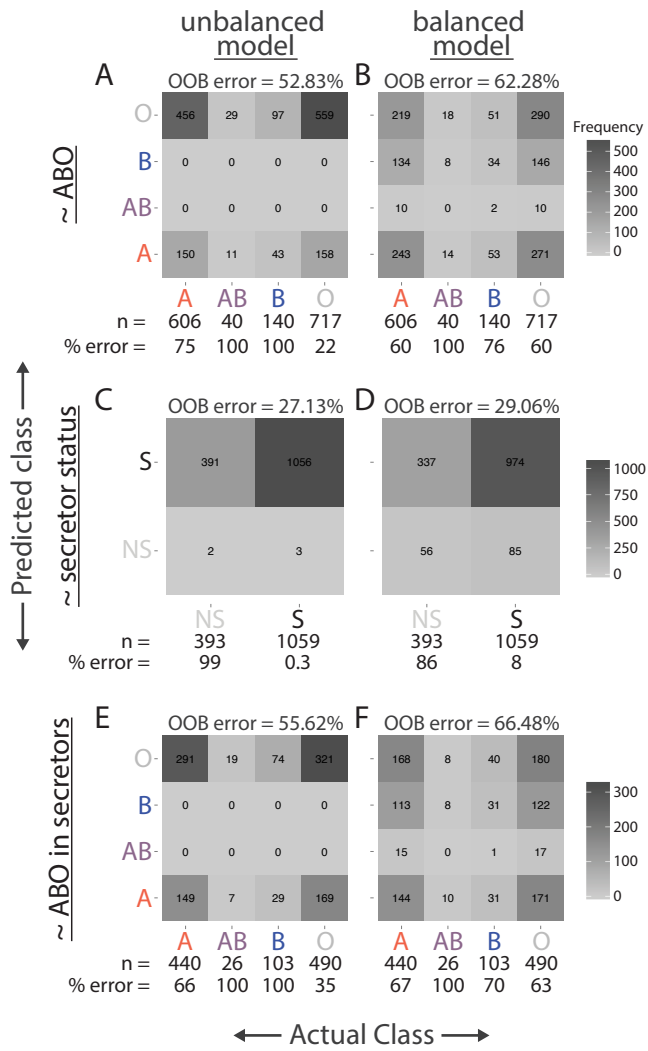 unbalanced balanced
model model
A B
OOB error = 52.83% OOB error = 62.28%
~ ABO
O 456 29 97 559 219 18 51 290
B 0 0 0 0 134 8 34 146
AB 0 0 0 0 10 0 2 10
A 150 11 43 158 243 14 53 271
Frequency
500
400
300
200
100
0
A AB B O A AB B O
n = 606 40 140 717 606 40 140 717
% error = 75 100 100 22 60 100 76 60
Predicted class
~ secretor status
C D
OOB error = 27.13% OOB error = 29.06%
S 391 1056 337 974
NS 2 3 56 85
1000
750
500
250
0
NS S NS S
n = 393 1059 393 1059
% error = 99 0.3 86 8
E F
OOB error = 55.62% OOB error = 66.48%
~ ABO in secretors
O 291 19 74 321 168 8 40 180
B 0 0 0 0 113 8 31 122
AB 0 0 0 0 15 0 1 17
A 149 7 29 169 144 10 31 171
300
200
100
0
A AB B O A AB B O
n = 440 26 103 490 440 26 103 490
% error = 66 100 100 35 67 100 70 63
Actual Class